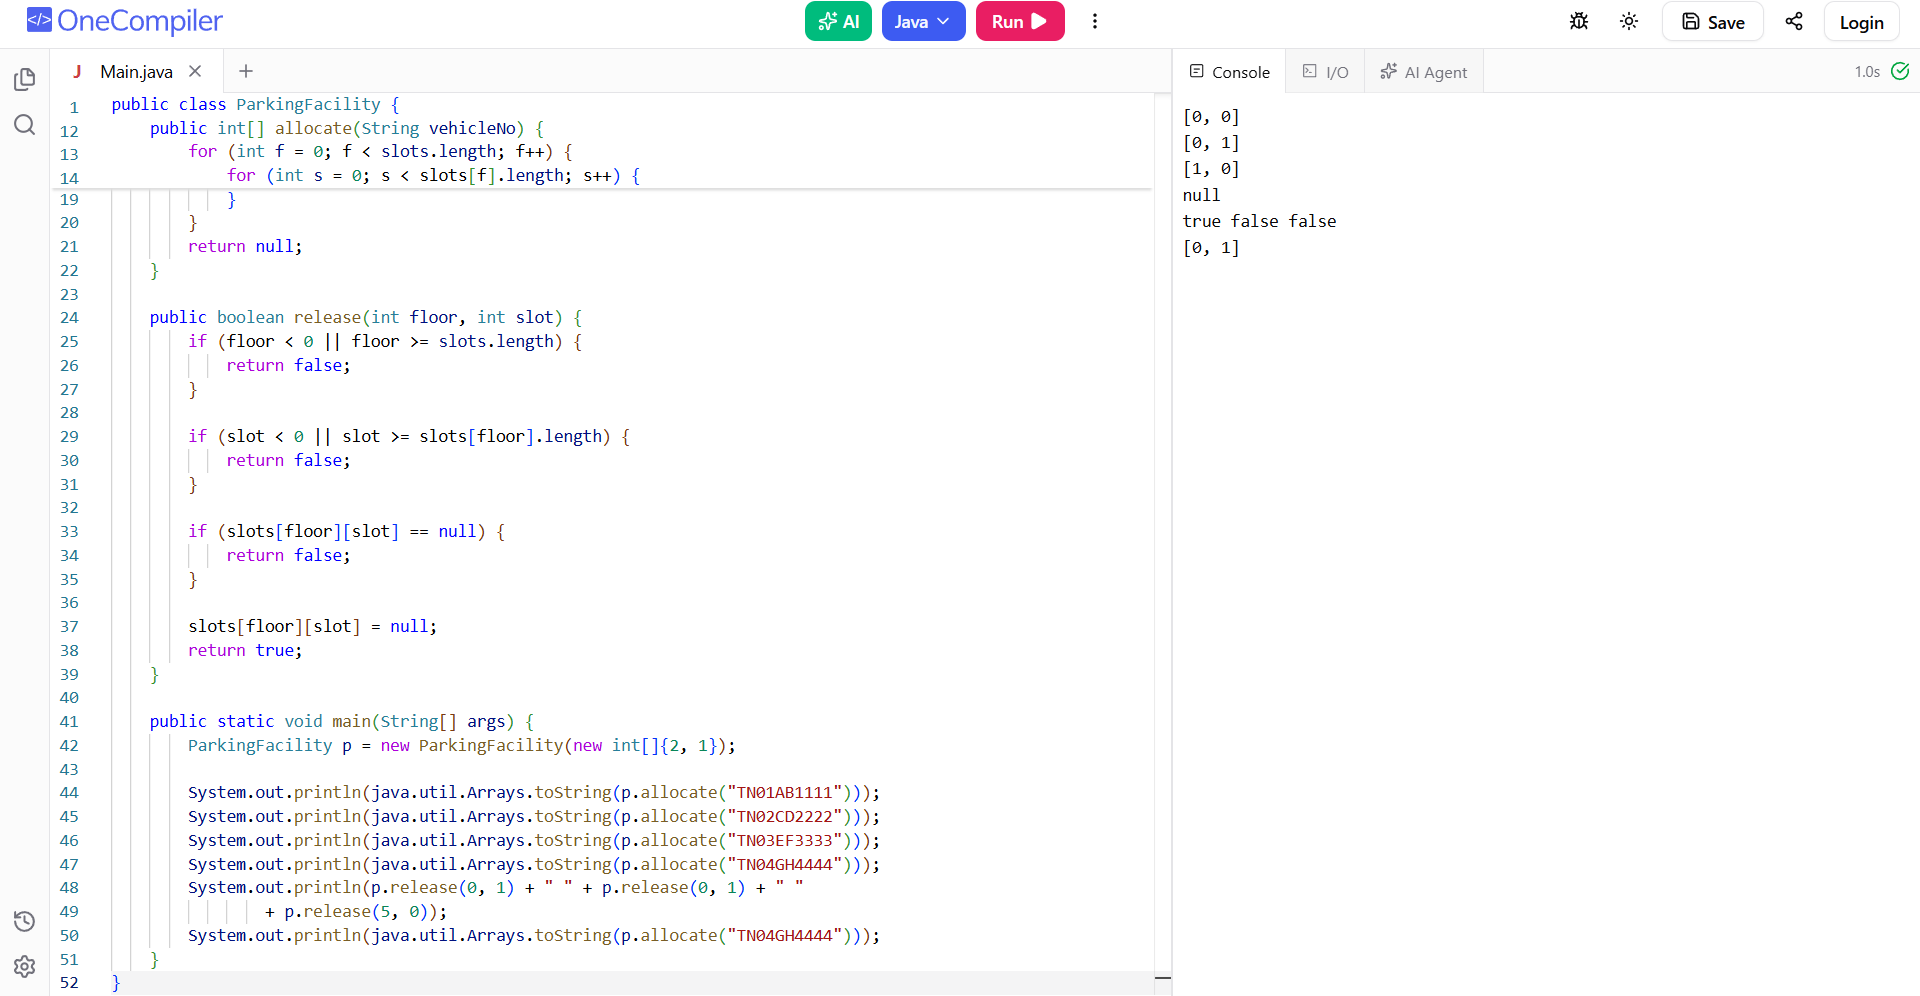 </> OneCompiler
AI
Java
Run
Save
Login
J Main.java
Console
I/O
AI Agent
1.0s
1 public class ParkingFacility {
12     public int[] allocate(String vehicleNo) {
13         for (int f = 0; f < slots.length; f++) {
14             for (int s = 0; s < slots[f].length; s++) {
19             }
20         }
21         return null;
22     }
23
24     public boolean release(int floor, int slot) {
25         if (floor < 0 || floor >= slots.length) {
26             return false;
27         }
28
29         if (slot < 0 || slot >= slots[floor].length) {
30             return false;
31         }
32
33         if (slots[floor][slot] == null) {
34             return false;
35         }
36
37         slots[floor][slot] = null;
38         return true;
39     }
40
41     public static void main(String[] args) {
42         ParkingFacility p = new ParkingFacility(new int[]{2, 1});
43
44         System.out.println(java.util.Arrays.toString(p.allocate("TN01AB1111")));
45         System.out.println(java.util.Arrays.toString(p.allocate("TN02CD2222")));
46         System.out.println(java.util.Arrays.toString(p.allocate("TN03EF3333")));
47         System.out.println(java.util.Arrays.toString(p.allocate("TN04GH4444")));
48         System.out.println(p.release(0, 1) + " " + p.release(0, 1) + " "
49                 + p.release(5, 0));
50         System.out.println(java.util.Arrays.toString(p.allocate("TN04GH4444")));
51     }
52 }
[0, 0]
[0, 1]
[1, 0]
null
true false false
[0, 1]